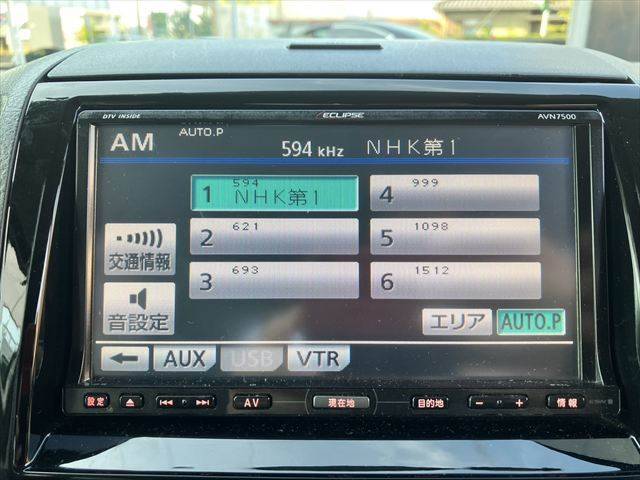 DTV INSIDE
ECLIPSE
AVN7500
AM AUTO.P 594 kHz NHK第1
1 594 NHK第1
4 999
2 621
5 1098
3 693
6 1512
交通情報
音設定
エリア AUTO.P
AUX USB VTR
設定 AV 現在地 目的地 − + 情報